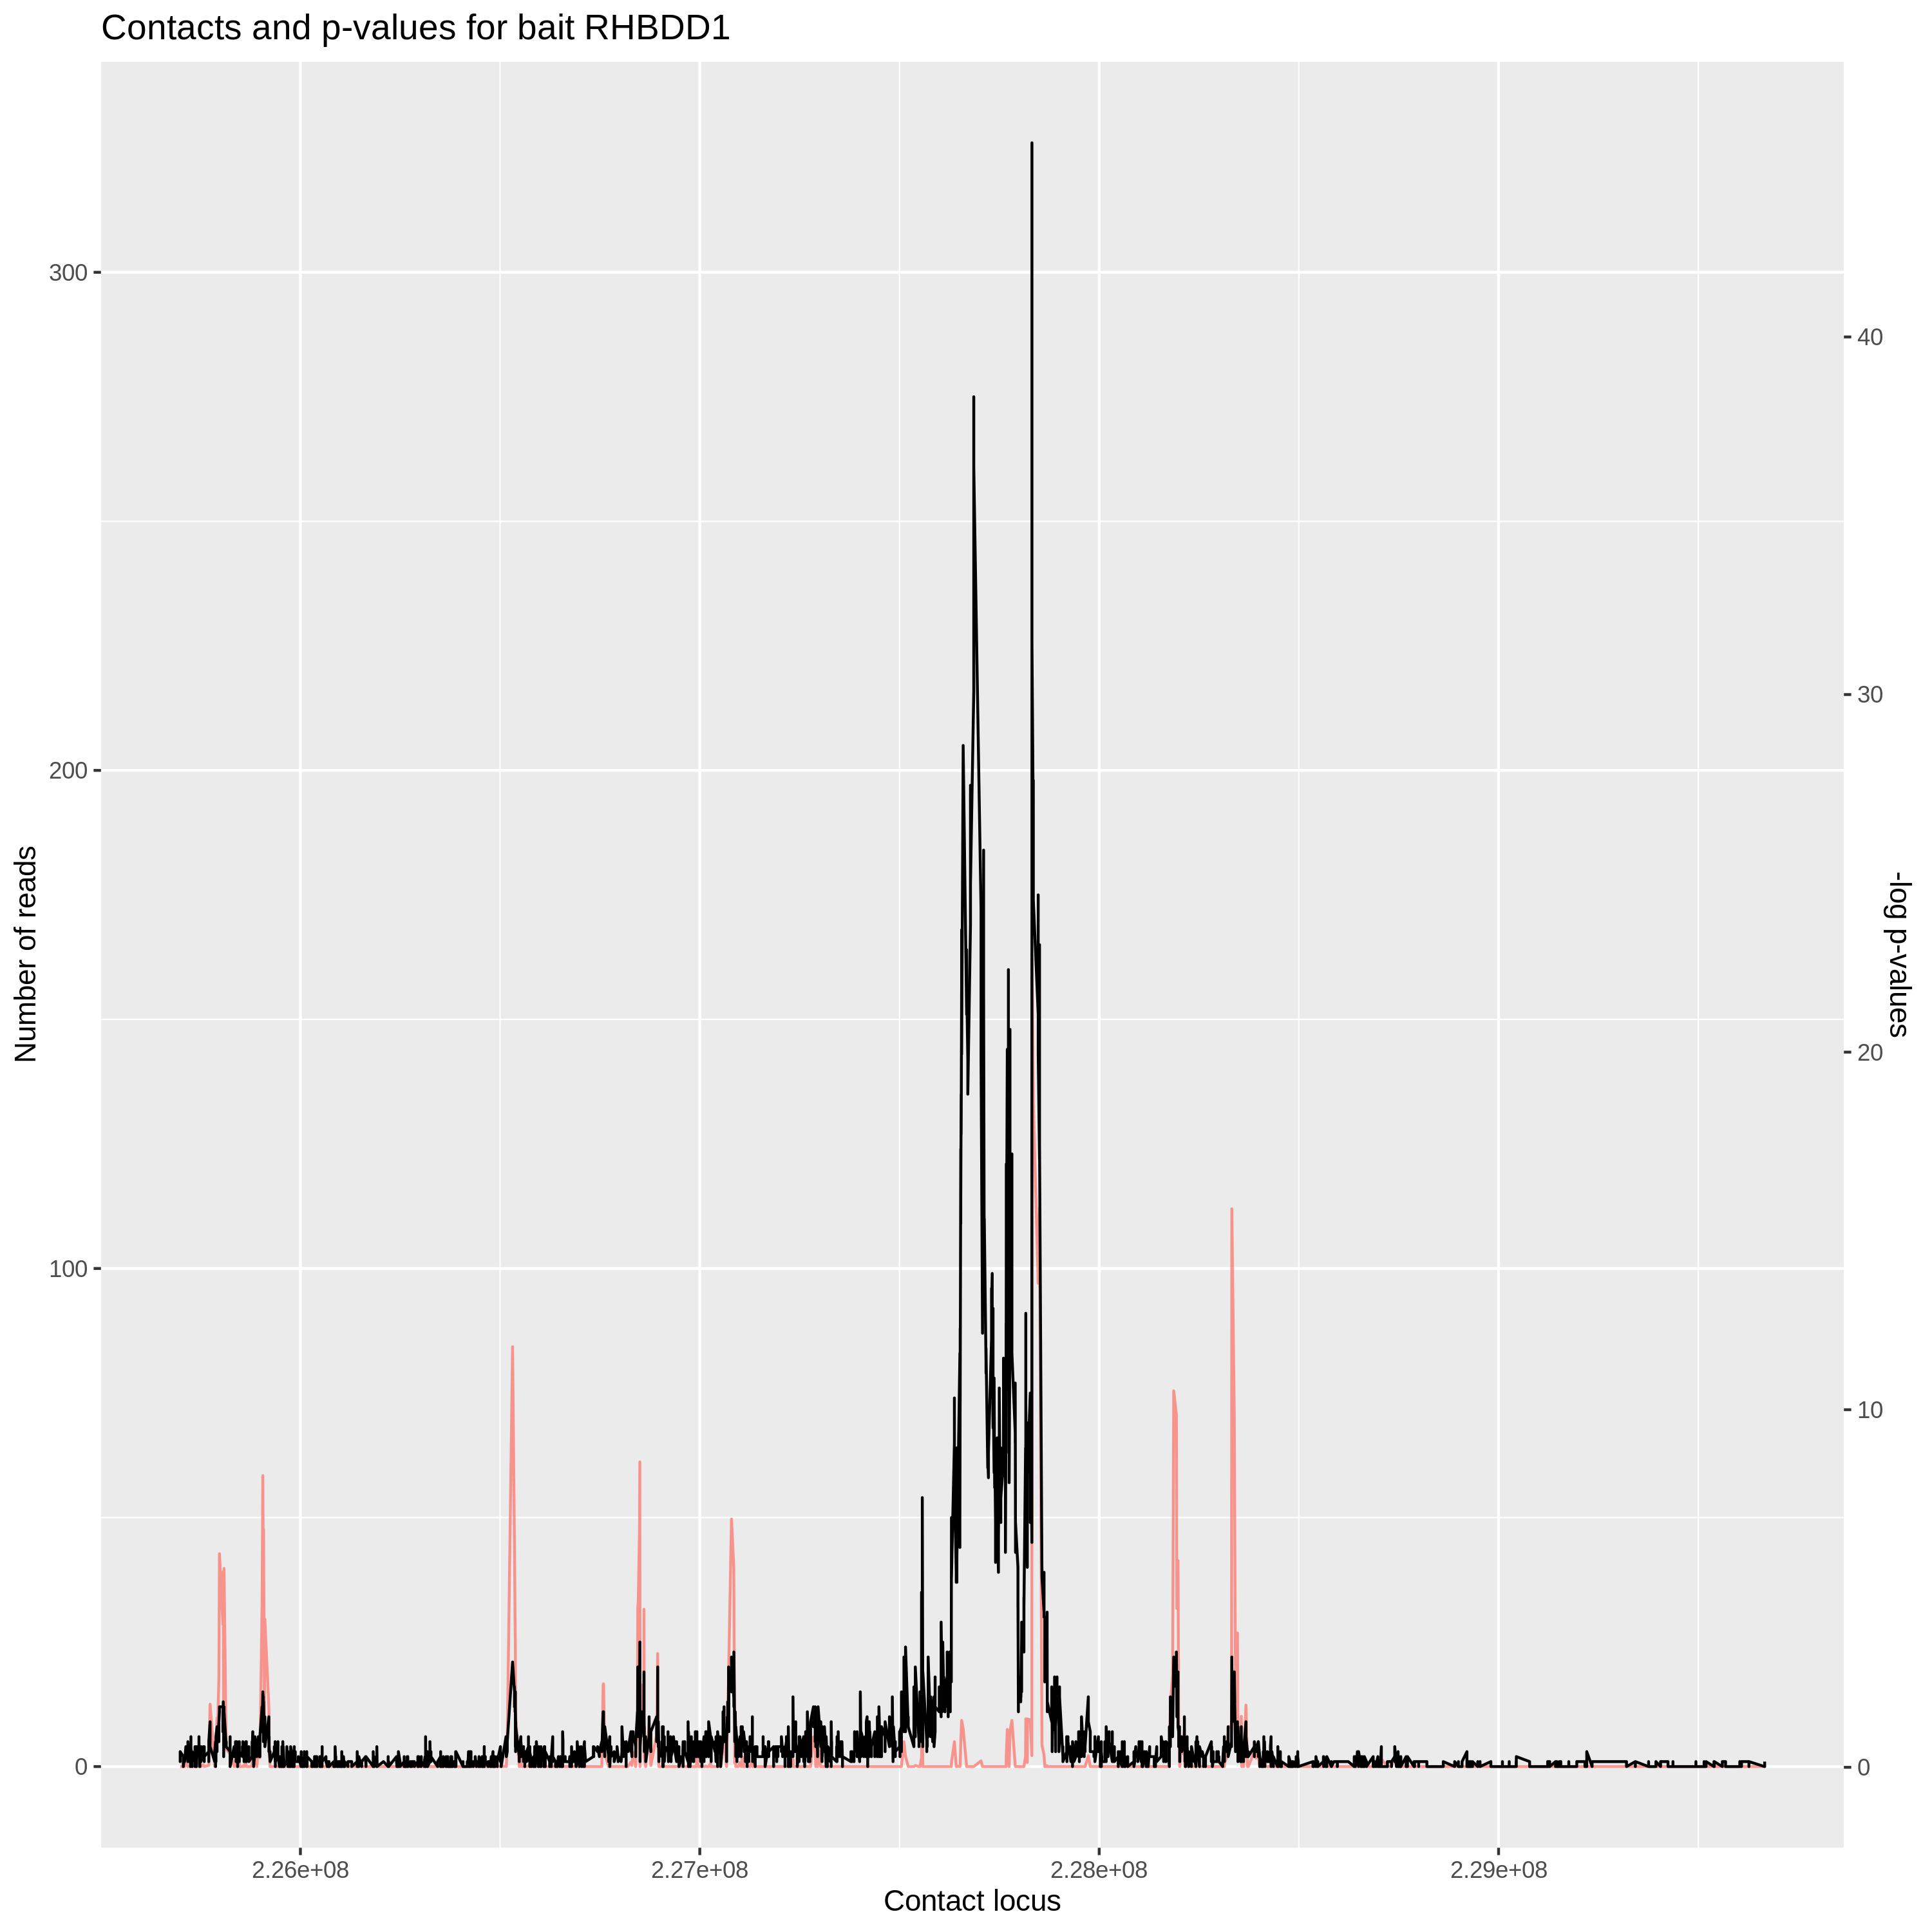 Contacts and p-values for bait RHBDD1
300
200
100
0
40
30
20
10
0
Number of reads
-log p-values
2.26e+08 2.27e+08 2.28e+08 2.29e+08
Contact locus